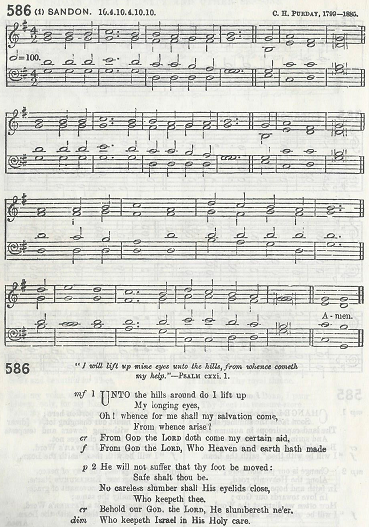 586 (1) SANDON. 10.4.10.4.10.10. C. H. PURDAY, 1799—1885.
=100.
A - men.
586
"I will lift up mine eyes unto the hills, from whence cometh
my help."—PSALM cxxi. 1.
mf 1 UNTO the hills around do I lift up
My longing eyes,
Oh! whence for me shall my salvation come,
From whence arise?
cr From GOD the LORD doth come my certain aid,
f From GOD the LORD, Who Heaven and earth hath made
p 2 He will not suffer that thy foot be moved:
Safe shalt thou be.
No careless slumber shall His eyelids close,
Who keepeth thee.
cr Behold our GOD, the LORD, He slumbereth ne'er,
dim Who keepeth Israel in His Holy care.